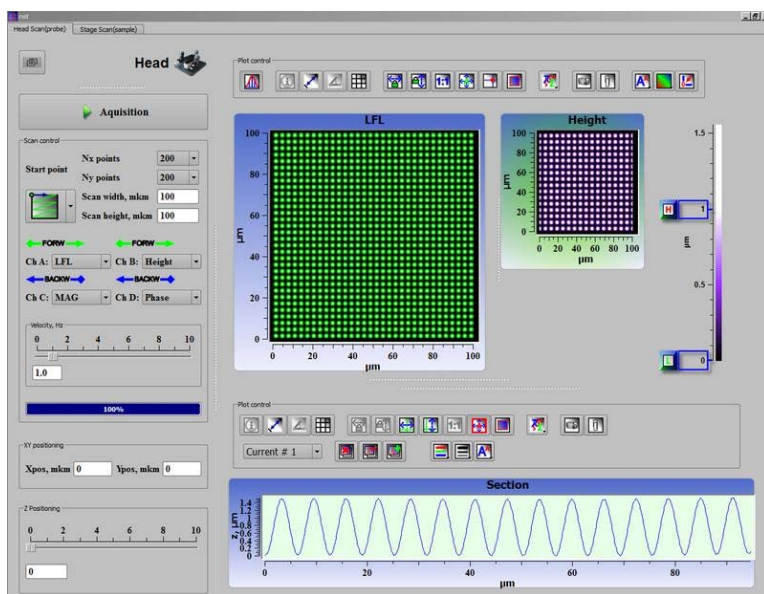 Head Scan(probe) Stage Scan(sample)
Head
Aquisition
Scan control
Start point
Nx points 200
Ny points 200
Scan width, mkm 100
Scan height, mkm 100
FORW FORW
Ch A: LFL Ch B: Height
BACKW BACKW
Ch C: MAG Ch D: Phase
Velocity, Hz
0 2 4 6 8 10
1.0
100%
XY positioning
Xpos, mkm 0 Ypos, mkm 0
Z Positioning
0 2 4 6 10
0
Plot control
1:1
A
LFL
100
80
60
40
20
0
µm
0 20 40 60 80 100
µm
Height
100
80
60
40
20
0
µm
0 20 40 60 80 100
µm
1.5
H 1
µm
0.5
L 0
Plot control
1:1
Current # 1
A
Section
1.4
1.2
1
0.8
0.6
0.4
0.2
0
z, µm
0 20 40 60 80
µm